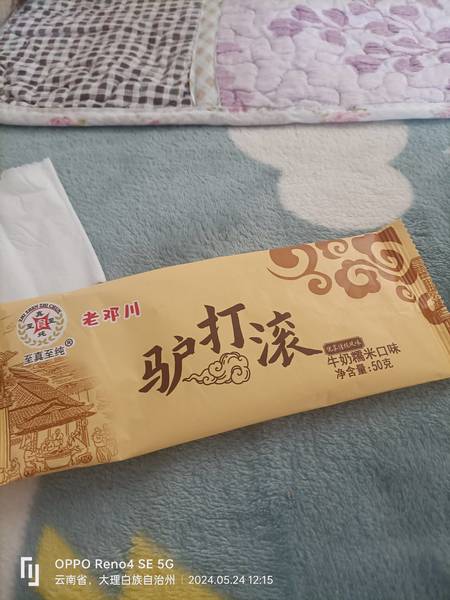 至真至纯®
老邓川
驴打滚
牛奶糯米口味
净含量:50克
OPPO Reno4 SE 5G
云南省，大理白族自治州 | 2024.05.24 12:15